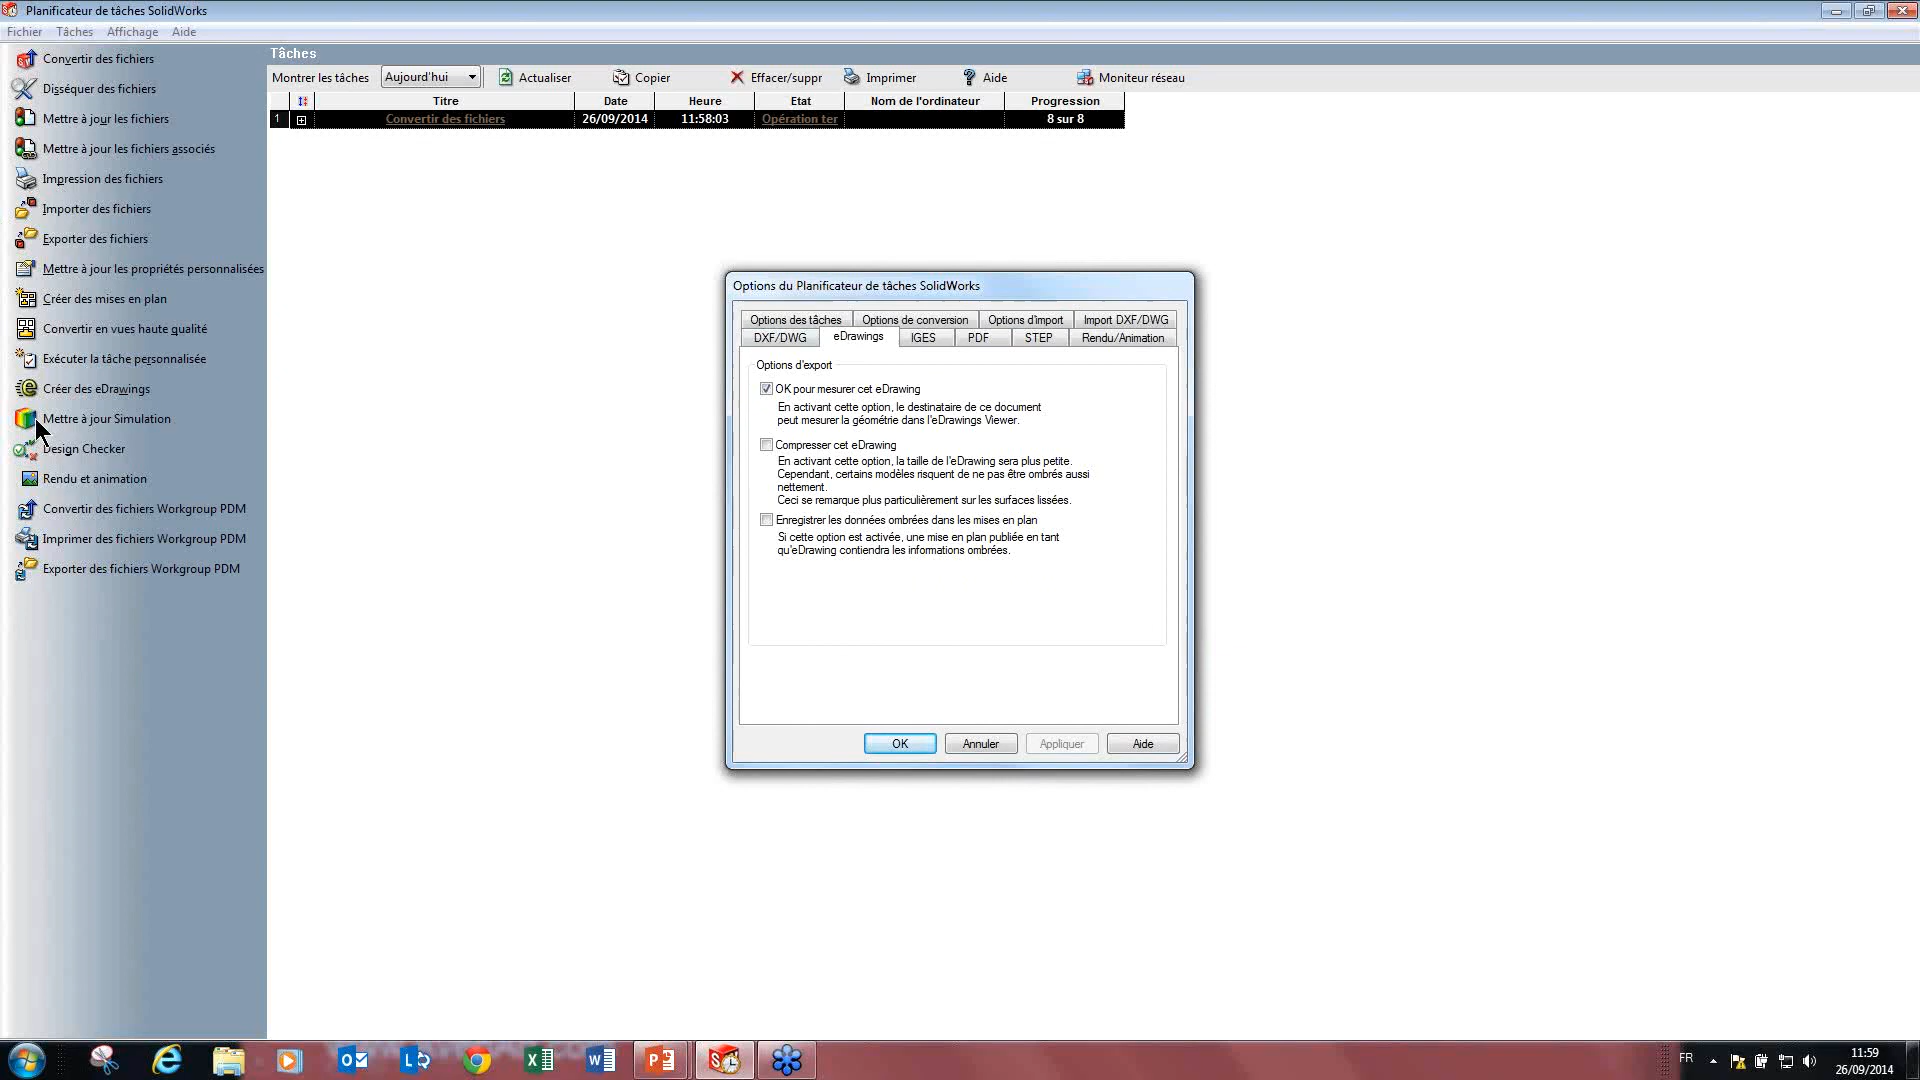 Planificateur de tâches SolidWorks
Fichier Tâches Affichage Aide
Convertir des fichiers
Disséquer des fichiers
Mettre à jour les fichiers
Mettre à jour les fichiers associés
Impression des fichiers
Importer des fichiers
Exporter des fichiers
Mettre à jour les propriétés personnalisées
Créer des mises en plan
Convertir en vues haute qualité
Exécuter la tâche personnalisée
Créer des eDrawings
Mettre à jour Simulation
Design Checker
Rendu et animation
Convertir des fichiers Workgroup PDM
Imprimer des fichiers Workgroup PDM
Exporter des fichiers Workgroup PDM
Tâches
Montrer les tâches Aujourd'hui Actualiser Copier Effacer/suppr Imprimer Aide Moniteur réseau
Titre Date Heure Etat Nom de l'ordinateur Progression
1 Convertir des fichiers 26/09/2014 11:58:03 Opération ter 8 sur 8
Options du Planificateur de tâches SolidWorks
Options des tâches Options de conversion Options d'import Import DXF/DWG
DXF/DWG eDrawings IGES PDF STEP Rendu/Animation
Options d'export
OK pour mesurer cet eDrawing
En activant cette option, le destinataire de ce document
peut mesurer la géométrie dans l'eDrawings Viewer.
Compresser cet eDrawing
En activant cette option, la taille de l'eDrawing sera plus petite.
Cependant, certains modèles risquent de ne pas être ombrés aussi
nettement.
Ceci se remarque plus particulièrement sur les surfaces lissées.
Enregistrer les données ombrées dans les mises en plan
Si cette option est activée, une mise en plan publiée en tant
qu'eDrawing contiendra les informations ombrées.
OK Annuler Appliquer Aide
FR 11:59
26/09/2014